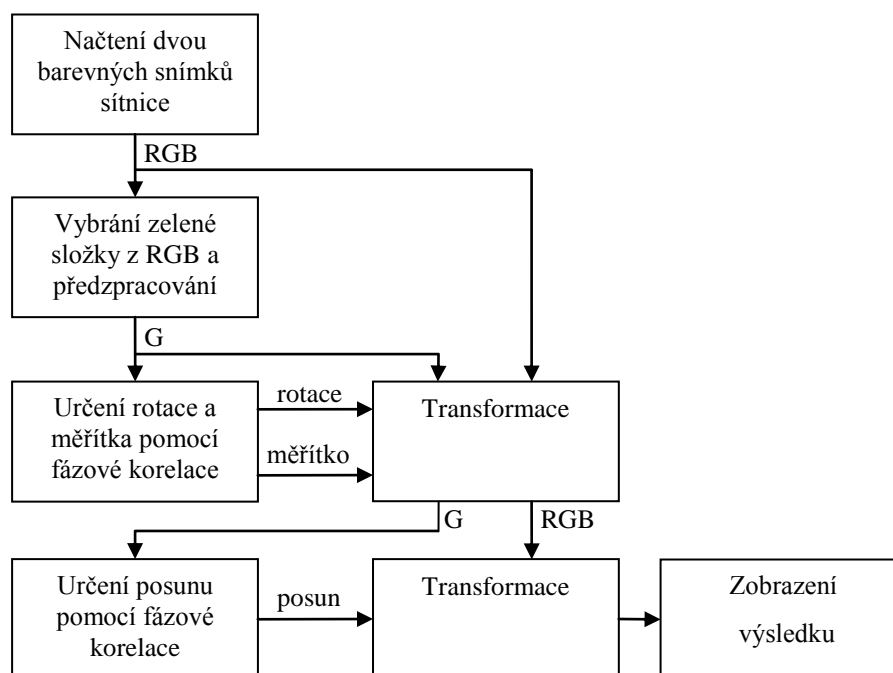 Načtení dvou
barevných snímků
sítnice
RGB
Vybrání zelené
složky z RGB a
předzpracování
G
Určení rotace a
měřítka pomocí
fázové korelace
rotace
měřítko
Transformace
G
RGB
Určení posunu
pomocí fázové
korelace
posun
Transformace
Zobrazení
výsledku